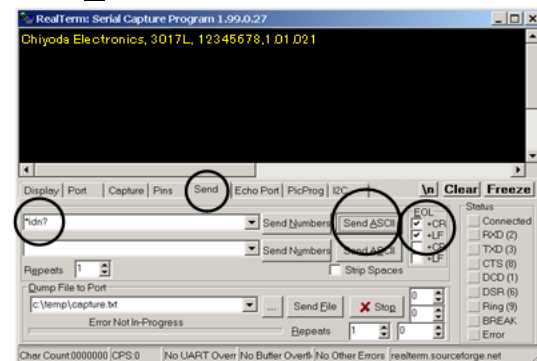 RealTerm: Serial Capture Program 1.99.0.27
Chiyoda Electronics, 3017L, 12345678,1.01.021
Display Port Capture Pins Send Echo Port PicProg I2C \n Clear Freeze
*idn? Send Numbers Send ASCII
EOL
+CR
+LF
Send Numbers Send ASCII +CR
+LF
Repeats 1 Strip Spaces
Dump File to Port
c:\temp\capture.txt ... Send File Stop 0
Error Not In-Progress Repeats 1 0
Status
Connected
RXD (2)
TXD (3)
CTS (8)
DCD (1)
DSR (6)
Ring (9)
BREAK
Error
Char Count:0000000 CPS:0 No UART Overr No Buffer Overfl No Other Errors realterm.sourceforge.net